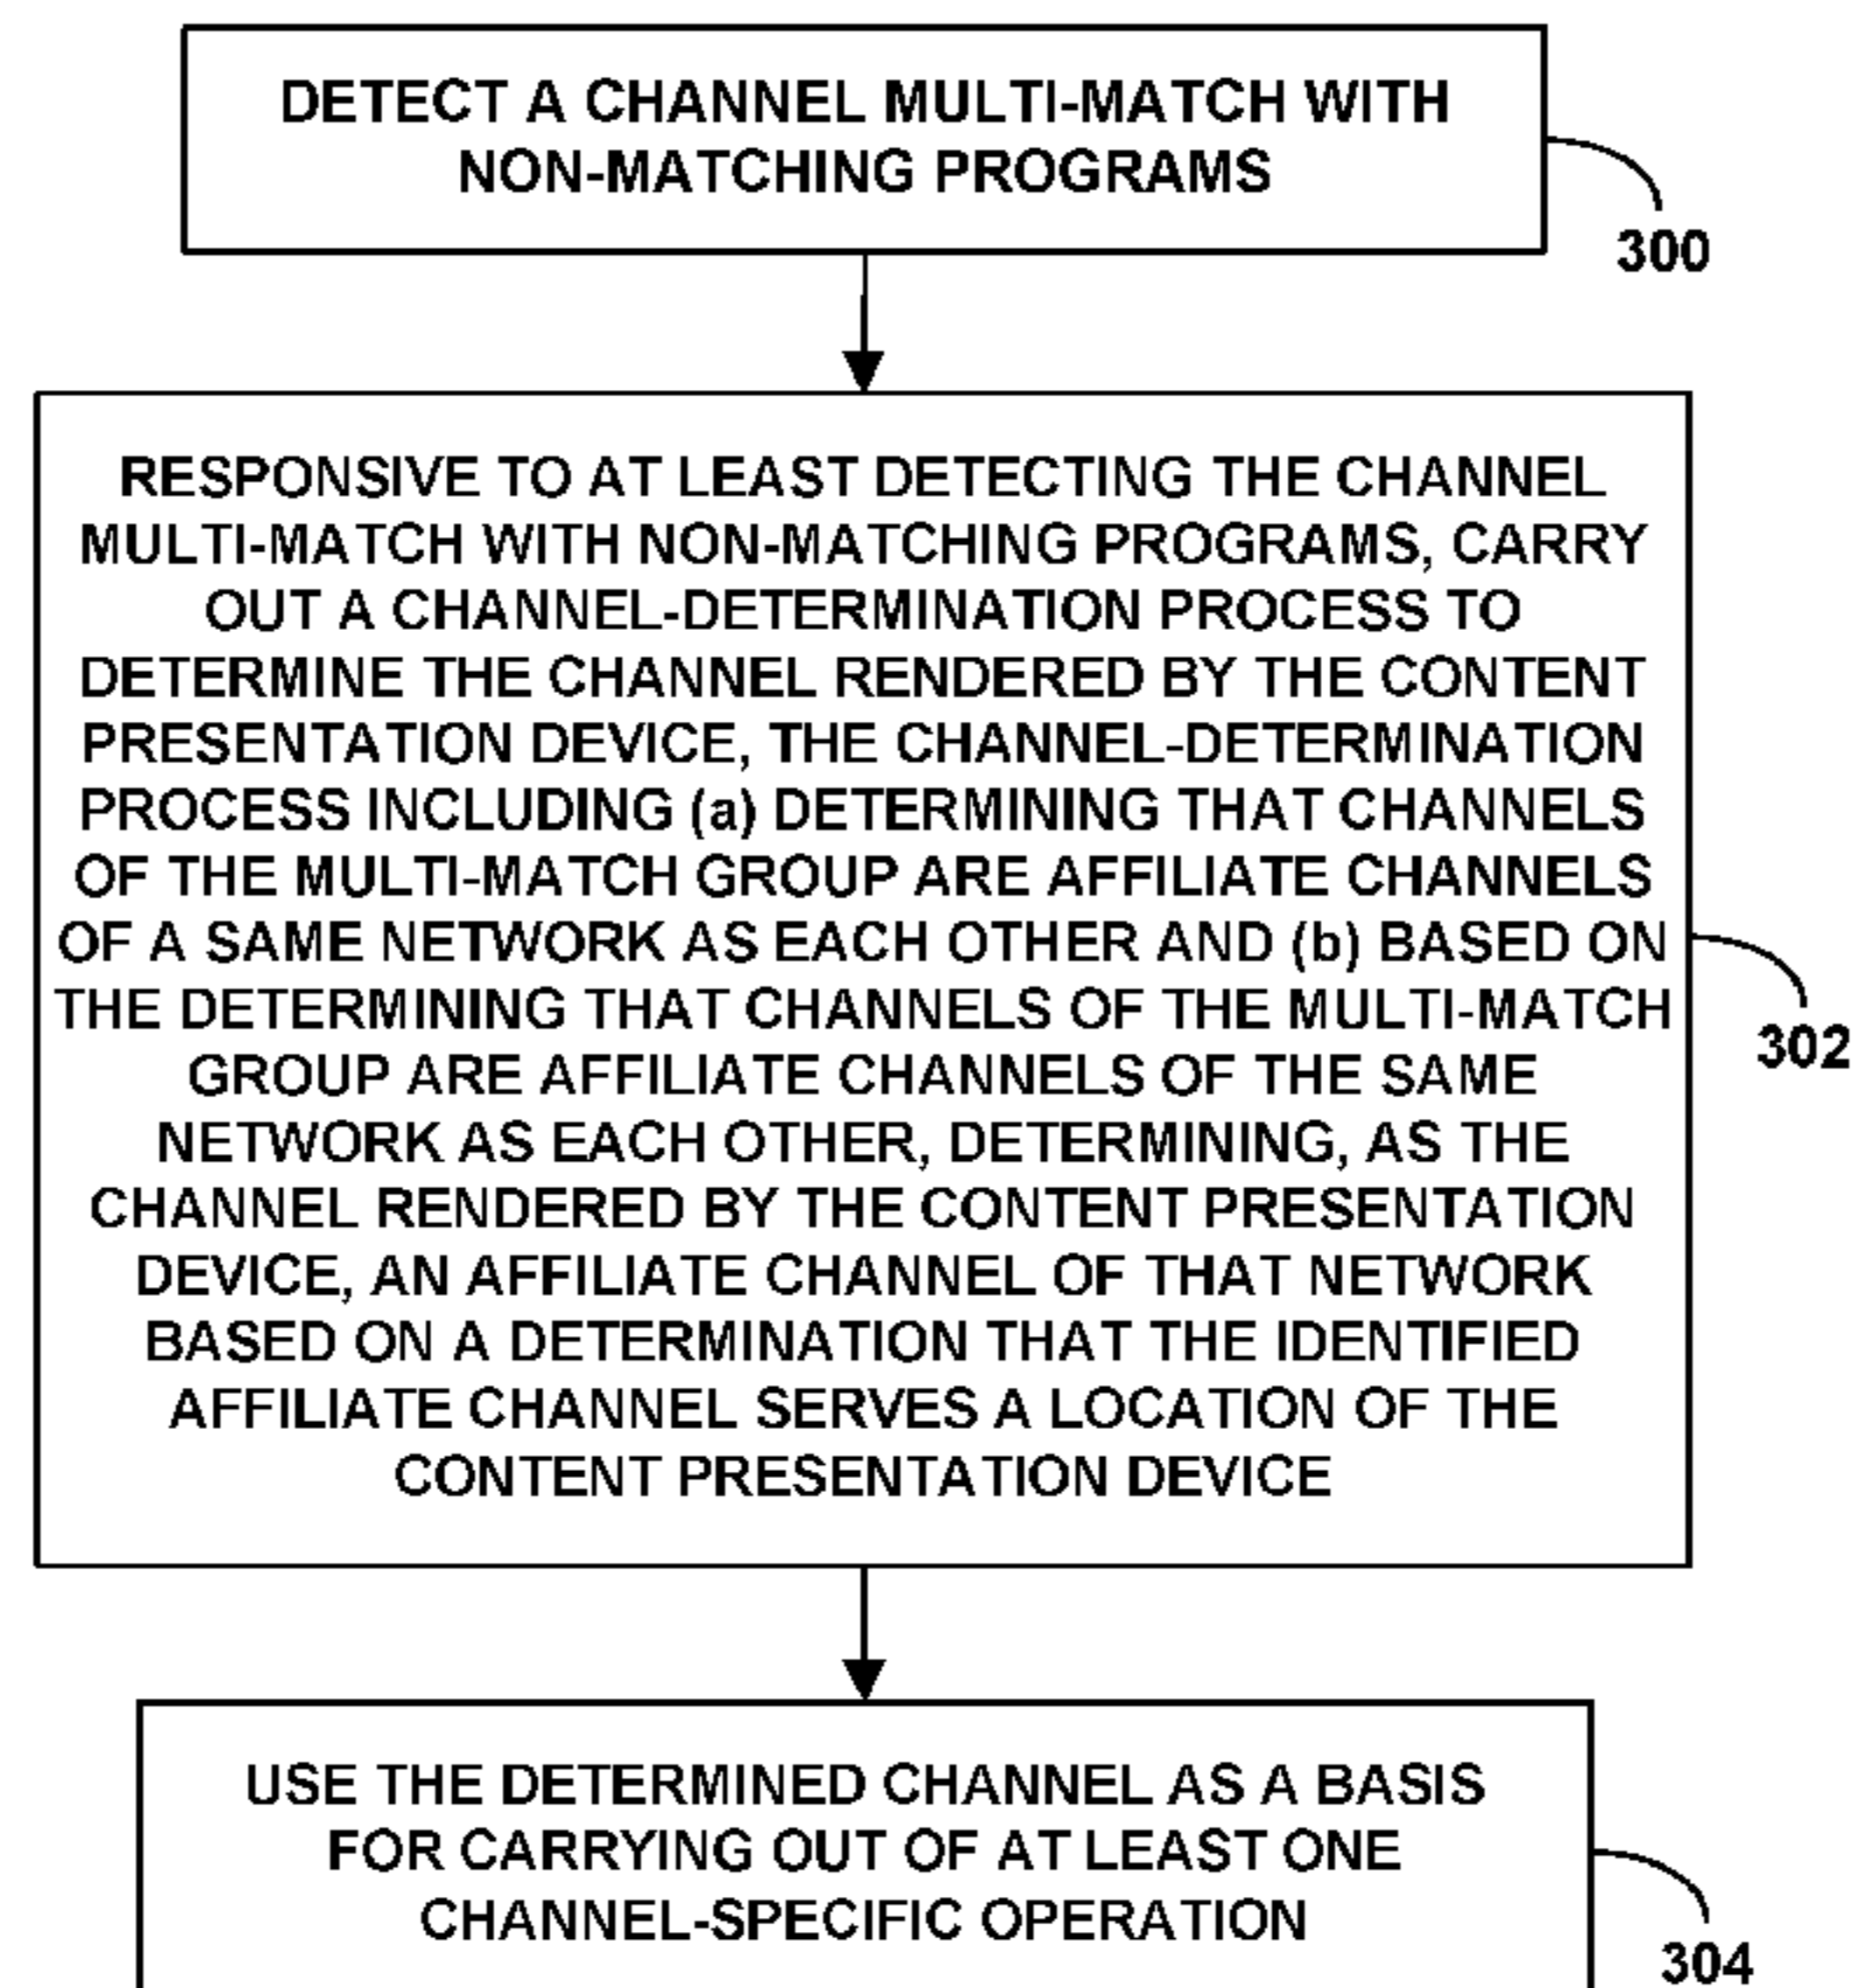 DETECT A CHANNEL MULTI-MATCH WITH
NON-MATCHING PROGRAMS
300
RESPONSIVE TO AT LEAST DETECTING THE CHANNEL
MULTI-MATCH WITH NON-MATCHING PROGRAMS, CARRY
OUT A CHANNEL-DETERMINATION PROCESS TO
DETERMINE THE CHANNEL RENDERED BY THE CONTENT
PRESENTATION DEVICE, THE CHANNEL-DETERMINATION
PROCESS INCLUDING (a) DETERMINING THAT CHANNELS
OF THE MULTI-MATCH GROUP ARE AFFILIATE CHANNELS
OF A SAME NETWORK AS EACH OTHER AND (b) BASED ON
THE DETERMINING THAT CHANNELS OF THE MULTI-MATCH
GROUP ARE AFFILIATE CHANNELS OF THE SAME
NETWORK AS EACH OTHER, DETERMINING, AS THE
CHANNEL RENDERED BY THE CONTENT PRESENTATION
DEVICE, AN AFFILIATE CHANNEL OF THAT NETWORK
BASED ON A DETERMINATION THAT THE IDENTIFIED
AFFILIATE CHANNEL SERVES A LOCATION OF THE
CONTENT PRESENTATION DEVICE
302
USE THE DETERMINED CHANNEL AS A BASIS
FOR CARRYING OUT OF AT LEAST ONE
CHANNEL-SPECIFIC OPERATION
304